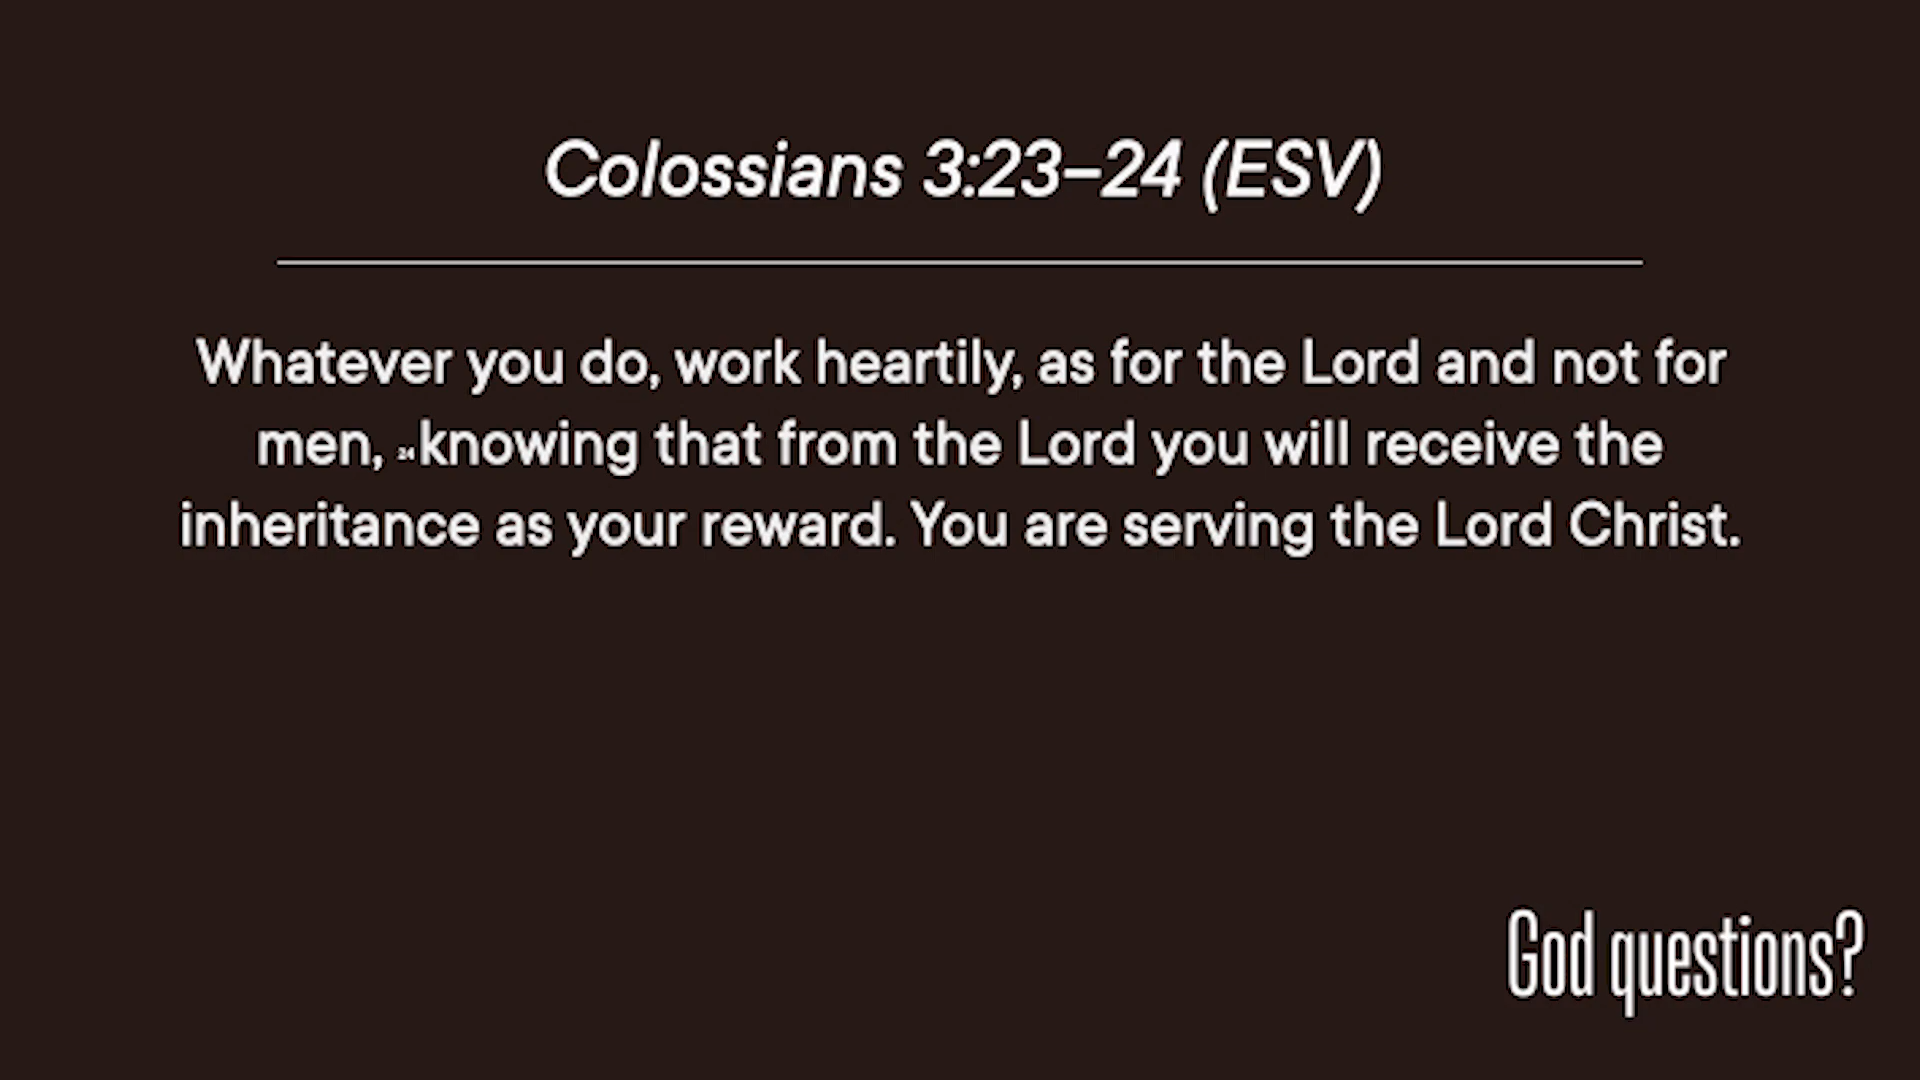 Colossians 3:23–24 (ESV)
Whatever you do, work heartily, as for the Lord and not for
men, 24 knowing that from the Lord you will receive the
inheritance as your reward. You are serving the Lord Christ.
God questions?